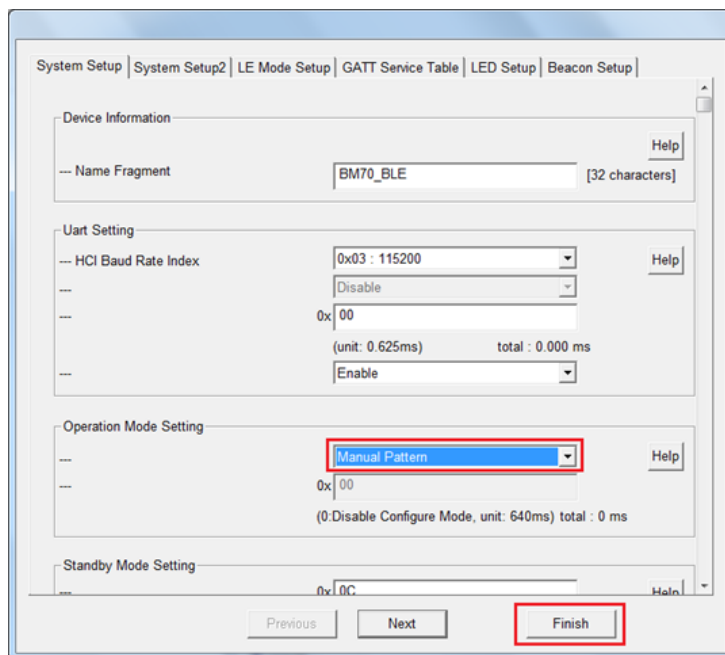 System Setup System Setup2 LE Mode Setup GATT Service Table LED Setup Beacon Setup
Device Information
Help
--- Name Fragment BM70_BLE [32 characters]
Uart Setting
--- HCI Baud Rate Index 0x03 : 115200 Help
--- Disable
--- 0x 00
(unit: 0.625ms) total : 0.000 ms
--- Enable
Operation Mode Setting
--- Manual Pattern Help
--- 0x 00
(0:Disable Configure Mode, unit: 640ms) total : 0 ms
Standby Mode Setting
--- 0x 0C Help
Previous Next Finish